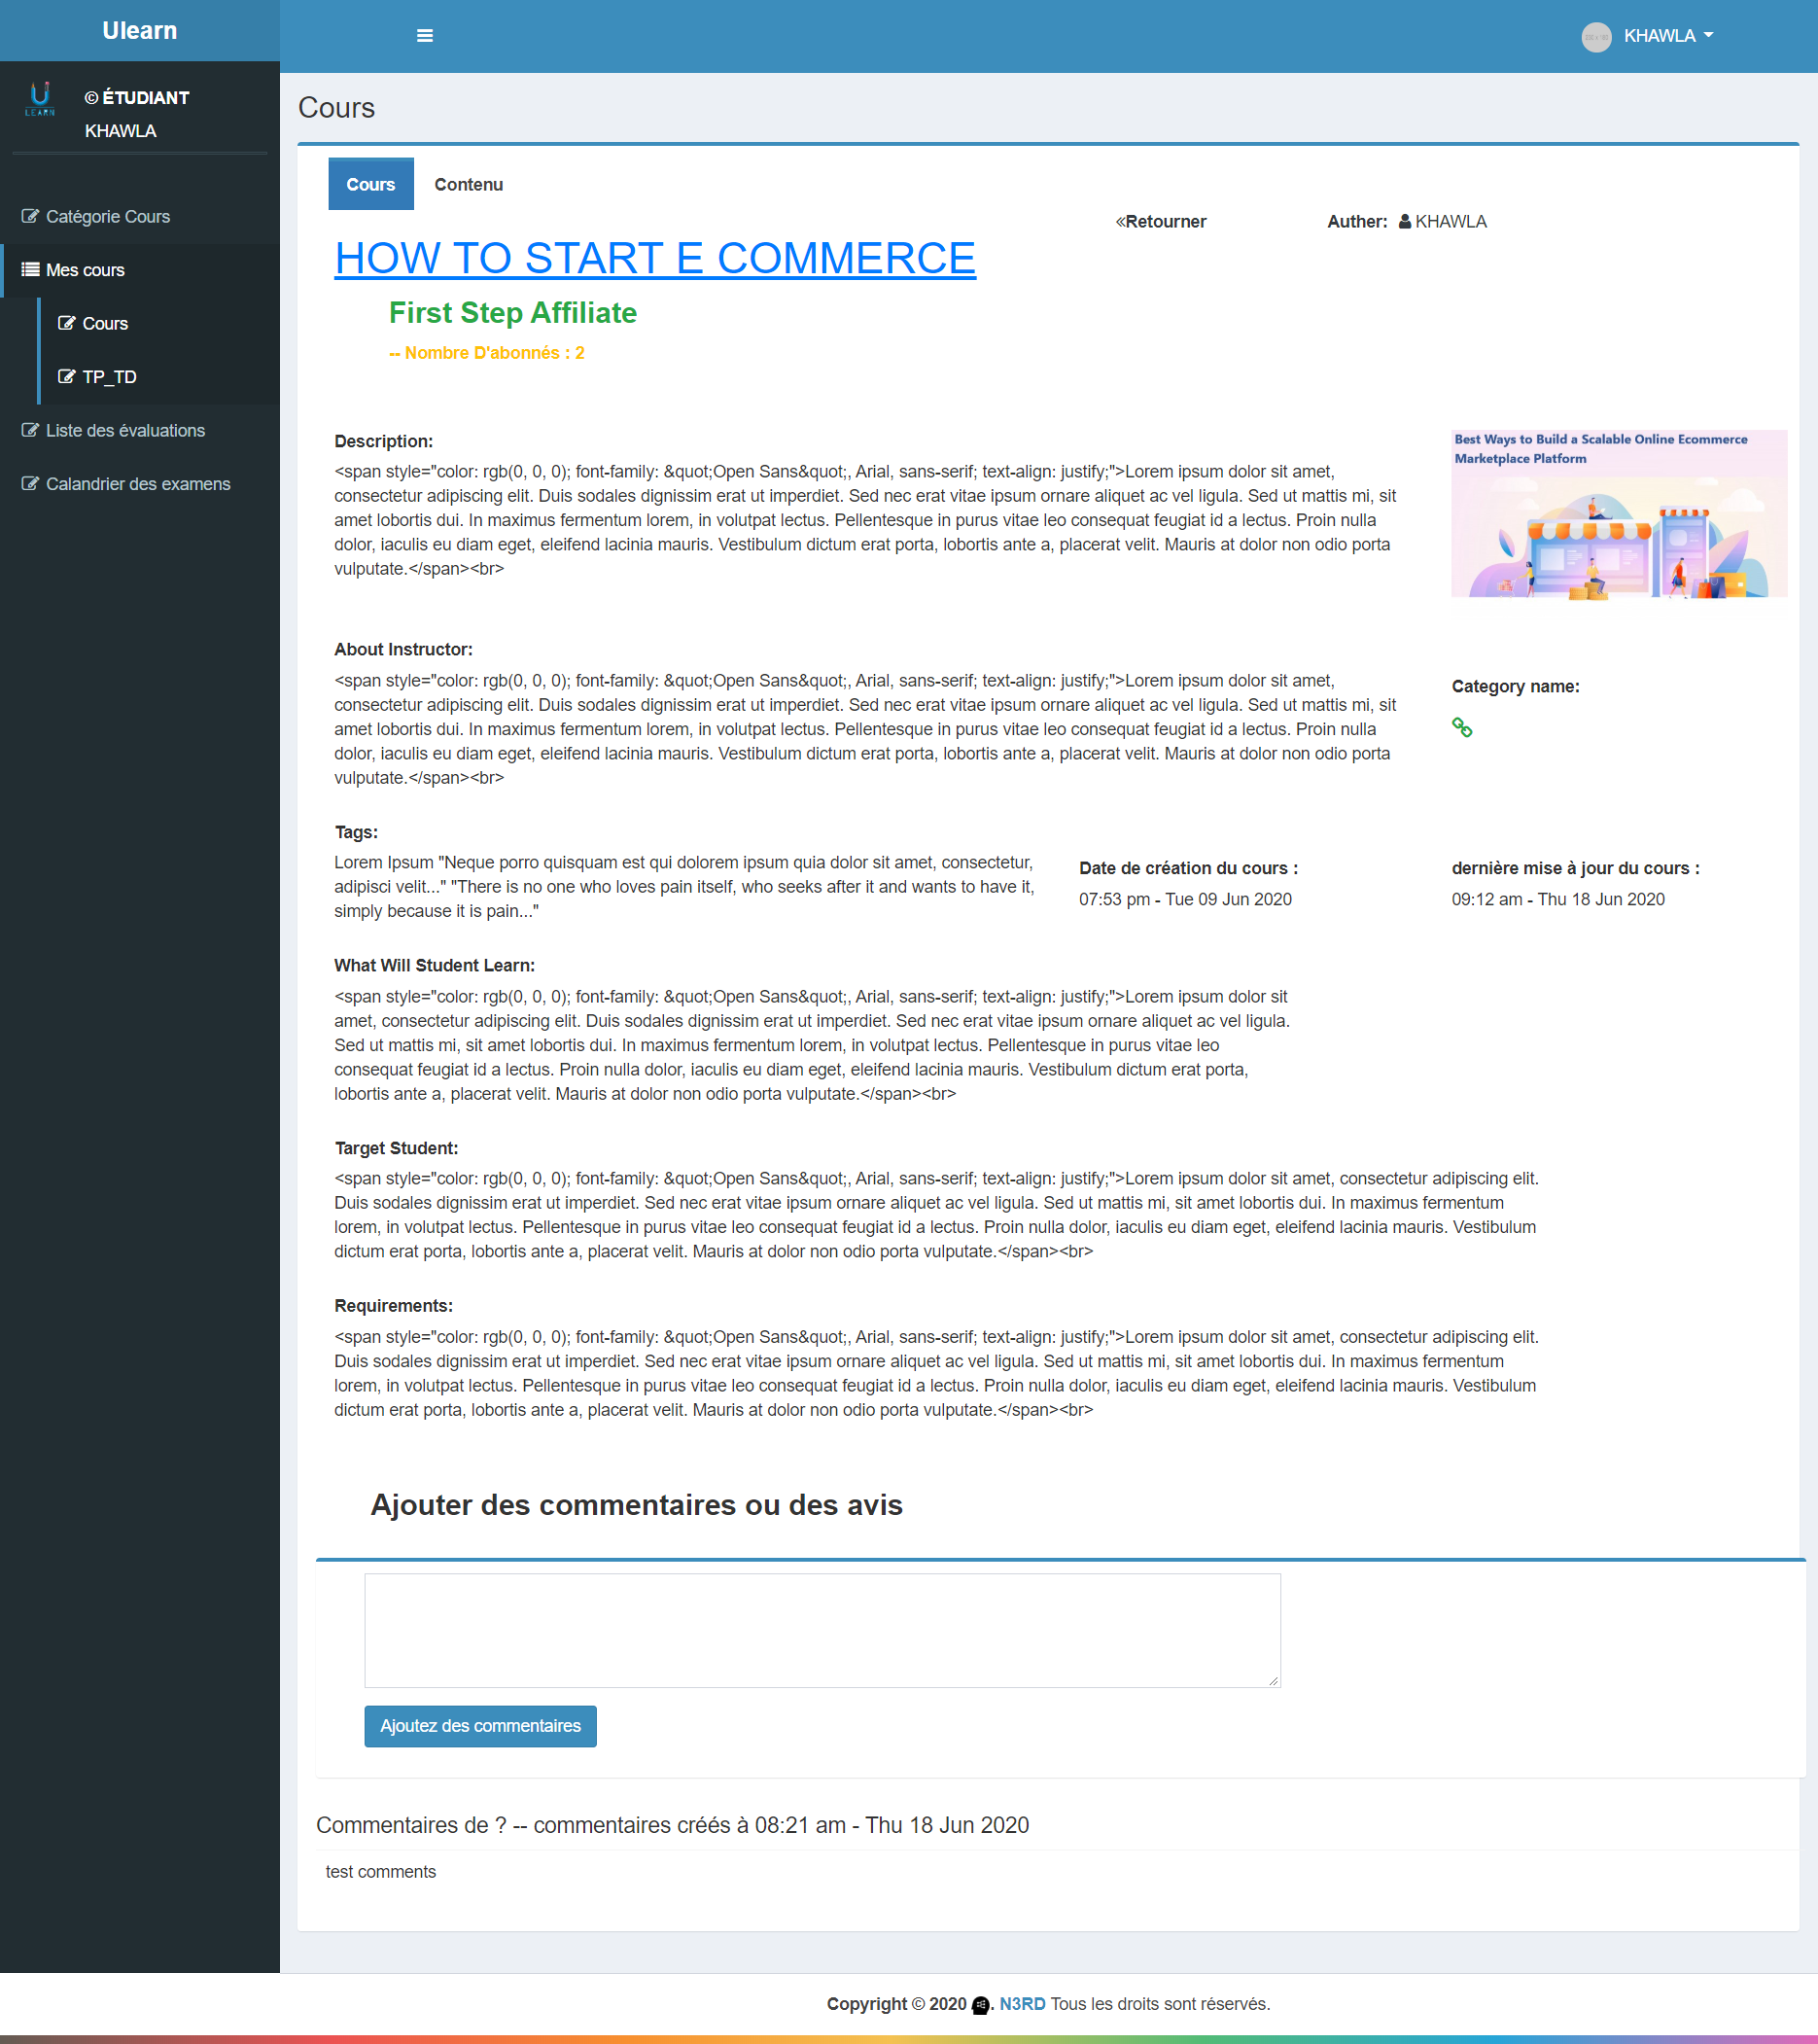 Ulearn
KHAWLA
LEARN
© ÉTUDIANT
KHAWLA
Catégorie Cours
Mes cours
Cours
TP_TD
Liste des évaluations
Calandrier des examens
Cours
Cours Contenu
«Retourner Auther: KHAWLA
HOW TO START E COMMERCE
First Step Affiliate
-- Nombre D'abonnés : 2
Description:
<span style="color: rgb(0, 0, 0); font-family: &quot;Open Sans&quot;, Arial, sans-serif; text-align: justify;">Lorem ipsum dolor sit amet,
consectetur adipiscing elit. Duis sodales dignissim erat ut imperdiet. Sed nec erat vitae ipsum ornare aliquet ac vel ligula. Sed ut mattis mi, sit
amet lobortis dui. In maximus fermentum lorem, in volutpat lectus. Pellentesque in purus vitae leo consequat feugiat id a lectus. Proin nulla
dolor, iaculis eu diam eget, eleifend lacinia mauris. Vestibulum dictum erat porta, lobortis ante a, placerat velit. Mauris at dolor non odio porta
vulputate.</span><br>
Best Ways to Build a Scalable Online Ecommerce
Marketplace Platform
About Instructor:
<span style="color: rgb(0, 0, 0); font-family: &quot;Open Sans&quot;, Arial, sans-serif; text-align: justify;">Lorem ipsum dolor sit amet,
consectetur adipiscing elit. Duis sodales dignissim erat ut imperdiet. Sed nec erat vitae ipsum ornare aliquet ac vel ligula. Sed ut mattis mi, sit
amet lobortis dui. In maximus fermentum lorem, in volutpat lectus. Pellentesque in purus vitae leo consequat feugiat id a lectus. Proin nulla
dolor, iaculis eu diam eget, eleifend lacinia mauris. Vestibulum dictum erat porta, lobortis ante a, placerat velit. Mauris at dolor non odio porta
vulputate.</span><br>
Category name:
Tags:
Lorem Ipsum "Neque porro quisquam est qui dolorem ipsum quia dolor sit amet, consectetur,
adipisci velit..." "There is no one who loves pain itself, who seeks after it and wants to have it,
simply because it is pain..."
Date de création du cours :
07:53 pm - Tue 09 Jun 2020
dernière mise à jour du cours :
09:12 am - Thu 18 Jun 2020
What Will Student Learn:
<span style="color: rgb(0, 0, 0); font-family: &quot;Open Sans&quot;, Arial, sans-serif; text-align: justify;">Lorem ipsum dolor sit
amet, consectetur adipiscing elit. Duis sodales dignissim erat ut imperdiet. Sed nec erat vitae ipsum ornare aliquet ac vel ligula.
Sed ut mattis mi, sit amet lobortis dui. In maximus fermentum lorem, in volutpat lectus. Pellentesque in purus vitae leo
consequat feugiat id a lectus. Proin nulla dolor, iaculis eu diam eget, eleifend lacinia mauris. Vestibulum dictum erat porta,
lobortis ante a, placerat velit. Mauris at dolor non odio porta vulputate.</span><br>
Target Student:
<span style="color: rgb(0, 0, 0); font-family: &quot;Open Sans&quot;, Arial, sans-serif; text-align: justify;">Lorem ipsum dolor sit amet, consectetur adipiscing elit.
Duis sodales dignissim erat ut imperdiet. Sed nec erat vitae ipsum ornare aliquet ac vel ligula. Sed ut mattis mi, sit amet lobortis dui. In maximus fermentum
lorem, in volutpat lectus. Pellentesque in purus vitae leo consequat feugiat id a lectus. Proin nulla dolor, iaculis eu diam eget, eleifend lacinia mauris. Vestibulum
dictum erat porta, lobortis ante a, placerat velit. Mauris at dolor non odio porta vulputate.</span><br>
Requirements:
<span style="color: rgb(0, 0, 0); font-family: &quot;Open Sans&quot;, Arial, sans-serif; text-align: justify;">Lorem ipsum dolor sit amet, consectetur adipiscing elit.
Duis sodales dignissim erat ut imperdiet. Sed nec erat vitae ipsum ornare aliquet ac vel ligula. Sed ut mattis mi, sit amet lobortis dui. In maximus fermentum
lorem, in volutpat lectus. Pellentesque in purus vitae leo consequat feugiat id a lectus. Proin nulla dolor, iaculis eu diam eget, eleifend lacinia mauris. Vestibulum
dictum erat porta, lobortis ante a, placerat velit. Mauris at dolor non odio porta vulputate.</span><br>
Ajouter des commentaires ou des avis
Ajoutez des commentaires
Commentaires de ? -- commentaires créés à 08:21 am - Thu 18 Jun 2020
test comments
Copyright © 2020 . N3RD Tous les droits sont réservés.